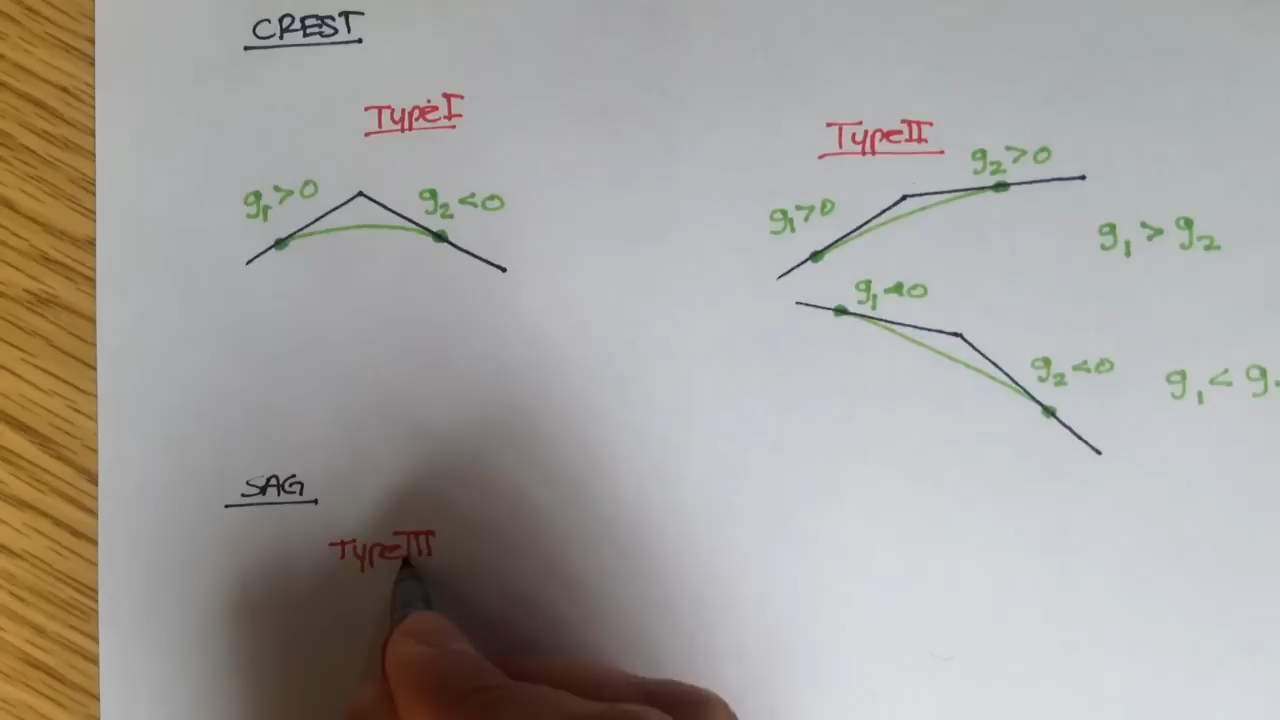 CREST
Type I
Type II
g₁>0
g₂<0
g₁>0
g₂>0
g₁>g₂
g₁<0
g₂<0
g₁<g
SAG
Type III